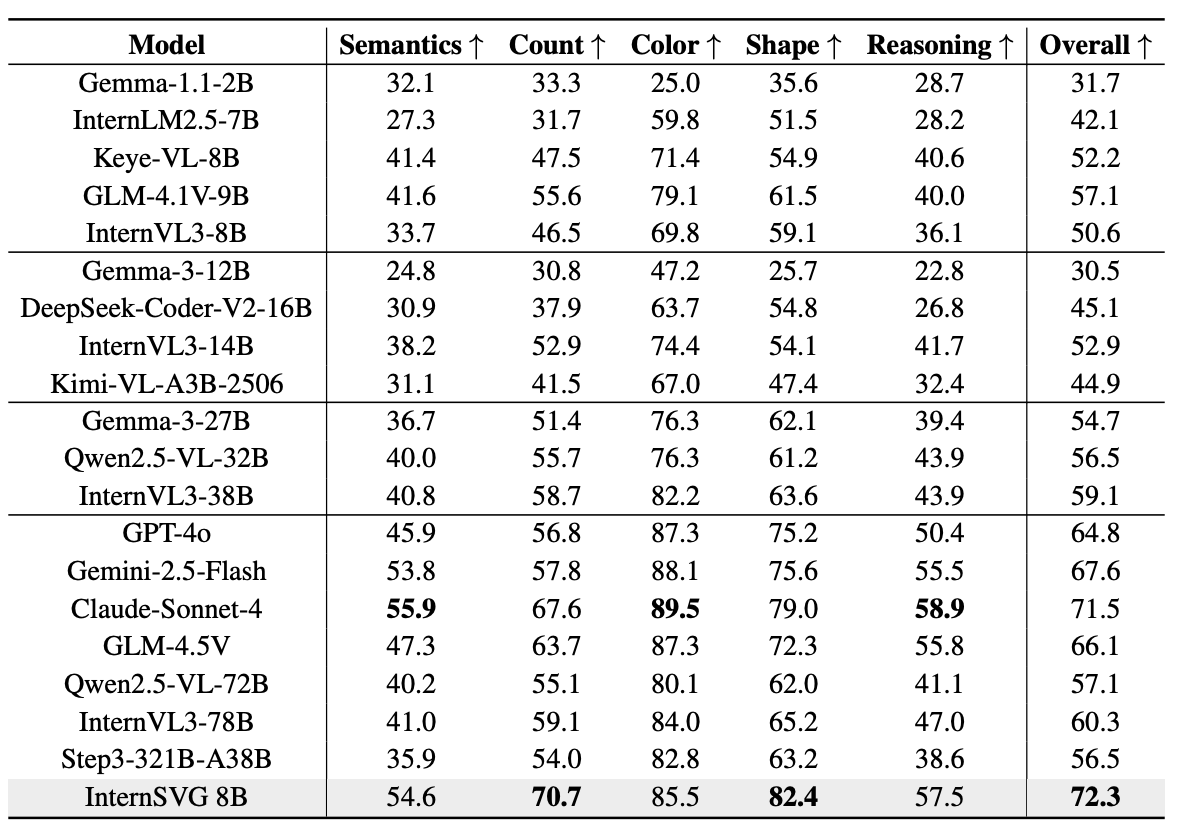 Model Semantics ↑ Count ↑ Color ↑ Shape ↑ Reasoning ↑ Overall ↑
Gemma-1.1-2B 32.1 33.3 25.0 35.6 28.7 31.7
InternLM2.5-7B 27.3 31.7 59.8 51.5 28.2 42.1
Keye-VL-8B 41.4 47.5 71.4 54.9 40.6 52.2
GLM-4.1V-9B 41.6 55.6 79.1 61.5 40.0 57.1
InternVL3-8B 33.7 46.5 69.8 59.1 36.1 50.6
Gemma-3-12B 24.8 30.8 47.2 25.7 22.8 30.5
DeepSeek-Coder-V2-16B 30.9 37.9 63.7 54.8 26.8 45.1
InternVL3-14B 38.2 52.9 74.4 54.1 41.7 52.9
Kimi-VL-A3B-2506 31.1 41.5 67.0 47.4 32.4 44.9
Gemma-3-27B 36.7 51.4 76.3 62.1 39.4 54.7
Qwen2.5-VL-32B 40.0 55.7 76.3 61.2 43.9 56.5
InternVL3-38B 40.8 58.7 82.2 63.6 43.9 59.1
GPT-4o 45.9 56.8 87.3 75.2 50.4 64.8
Gemini-2.5-Flash 53.8 57.8 88.1 75.6 55.5 67.6
Claude-Sonnet-4 55.9 67.6 89.5 79.0 58.9 71.5
GLM-4.5V 47.3 63.7 87.3 72.3 55.8 66.1
Qwen2.5-VL-72B 40.2 55.1 80.1 62.0 41.1 57.1
InternVL3-78B 41.0 59.1 84.0 65.2 47.0 60.3
Step3-321B-A38B 35.9 54.0 82.8 63.2 38.6 56.5
InternSVG 8B 54.6 70.7 85.5 82.4 57.5 72.3